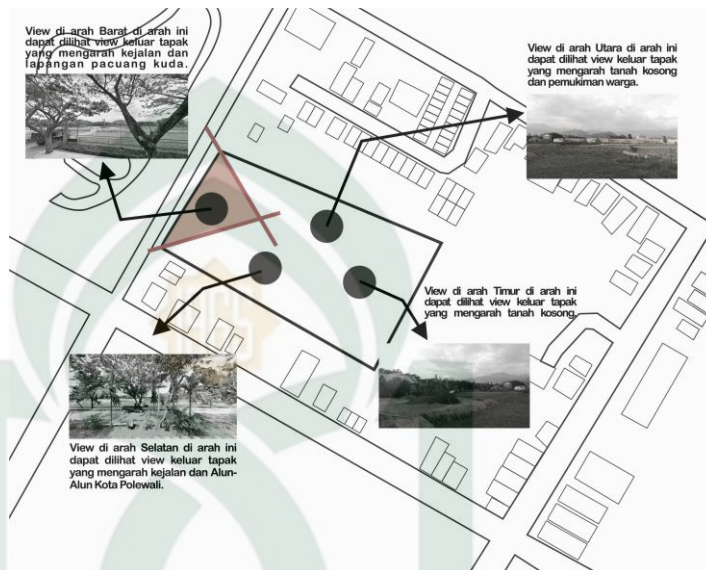 View di arah Barat di arah ini
dapat dilihat view keluar tapak
yang mengarah kejalan dan
lapangan pacuang kuda.
View di arah Utara di arah ini
dapat dilihat view keluar tapak
yang mengarah tanah kosong
dan pemukiman warga.
View di arah Timur di arah ini
dapat dilihat view keluar tapak
yang mengarah tanah kosong.
View di arah Selatan di arah ini
dapat dilihat view keluar tapak
yang mengarah kejalan dan Alun-
Alun Kota Polewali.